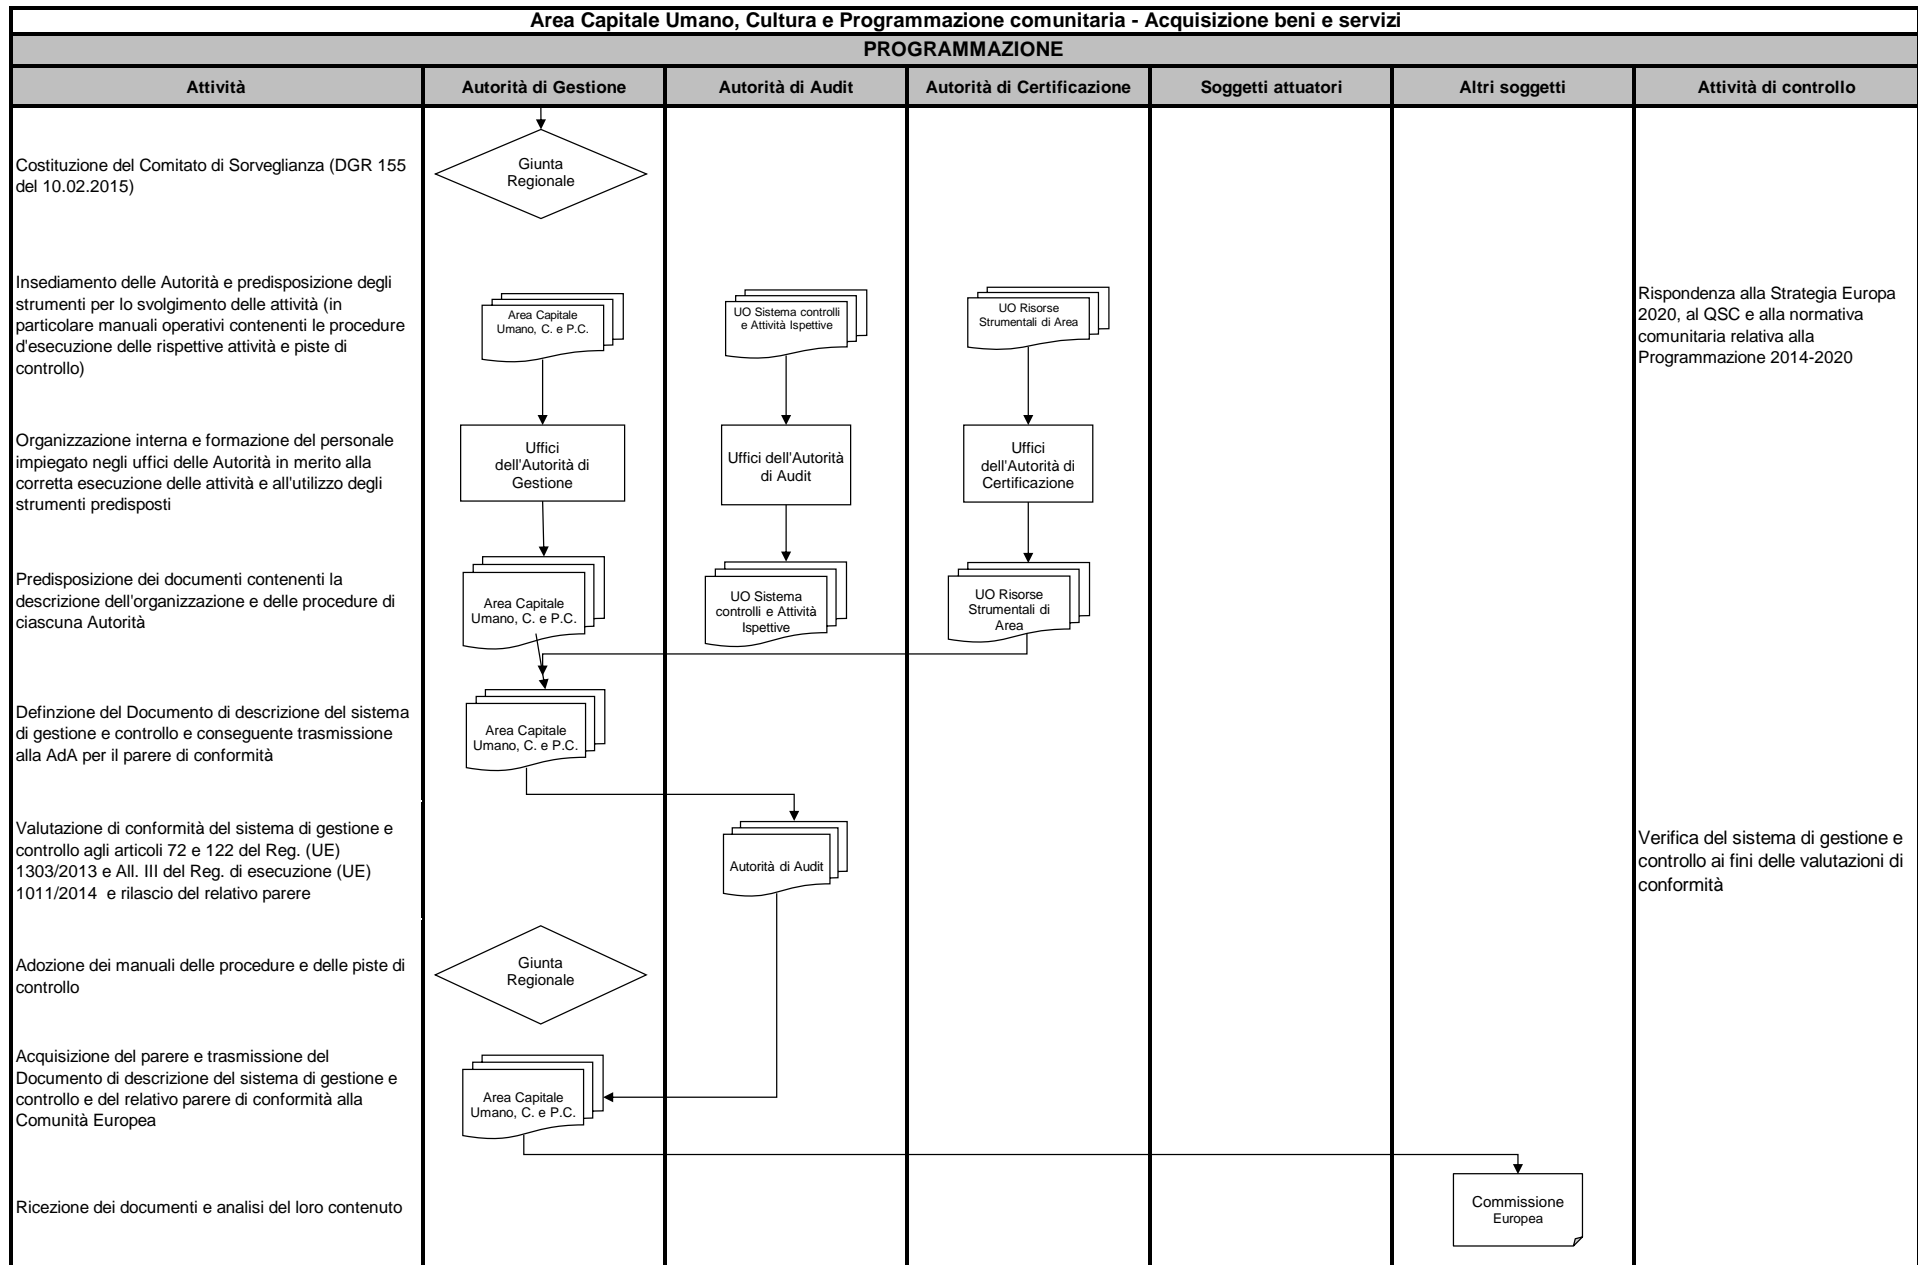 Area Capitale Umano, Cultura e Programmazione comunitaria - Acquisizione beni e servizi
PROGRAMMAZIONE
Attività
Autorità di Gestione
Autorità di Audit
Autorità di Certificazione
Soggetti attuatori
Altri soggetti
Attività di controllo
Costituzione del Comitato di Sorveglianza (DGR 155
del 10.02.2015)
Giunta
Regionale
Insediamento delle Autorità e predisposizione degli
strumenti per lo svolgimento delle attività (in
particolare manuali operativi contenenti le procedure
d'esecuzione delle rispettive attività e piste di
controllo)
Area Capitale
Umano, C. e P.C.
UO Sistema controlli
e Attività Ispettive
UO Risorse
Strumentali di Area
Rispondenza alla Strategia Europa
2020, al QSC e alla normativa
comunitaria relativa alla
Programmazione 2014-2020
Organizzazione interna e formazione del personale
impiegato negli uffici delle Autorità in merito alla
corretta esecuzione delle attività e all'utilizzo degli
strumenti predisposti
Uffici
dell'Autorità di
Gestione
Uffici dell'Autorità
di Audit
Uffici
dell'Autorità di
Certificazione
Predisposizione dei documenti contenenti la
descrizione dell'organizzazione e delle procedure di
ciascuna Autorità
Area Capitale
Umano, C. e P.C.
UO Sistema
controlli e Attività
Ispettive
UO Risorse
Strumentali di
Area
Definzione del Documento di descrizione del sistema
di gestione e controllo e conseguente trasmissione
alla AdA per il parere di conformità
Area Capitale
Umano, C. e P.C.
Valutazione di conformità del sistema di gestione e
controllo agli articoli 72 e 122 del Reg. (UE)
1303/2013 e All. III del Reg. di esecuzione (UE)
1011/2014  e rilascio del relativo parere
Autorità di Audit
Verifica del sistema di gestione e
controllo ai fini delle valutazioni di
conformità
Adozione dei manuali delle procedure e delle piste di
controllo
Giunta
Regionale
Acquisizione del parere e trasmissione del
Documento di descrizione del sistema di gestione e
controllo e del relativo parere di conformità alla
Comunità Europea
Area Capitale
Umano, C. e P.C.
Ricezione dei documenti e analisi del loro contenuto
Commissione
Europea